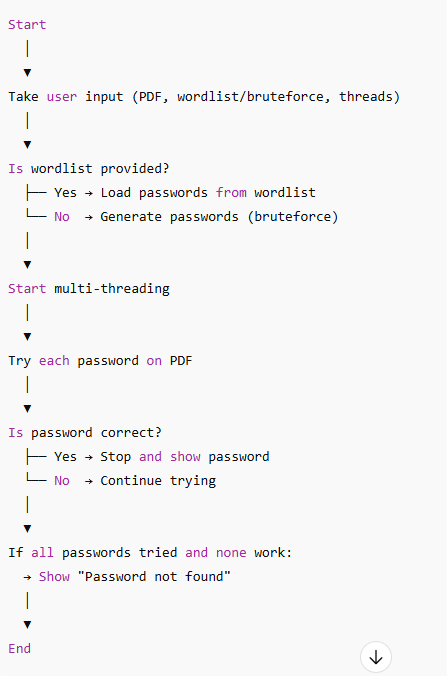 Start
│
▼
Take user input (PDF, wordlist/bruteforce, threads)
│
▼
Is wordlist provided?
├── Yes → Load passwords from wordlist
└── No → Generate passwords (bruteforce)
│
▼
Start multi-threading
│
▼
Try each password on PDF
│
▼
Is password correct?
├── Yes → Stop and show password
└── No → Continue trying
│
▼
If all passwords tried and none work:
→ Show "Password not found"
│
▼
End